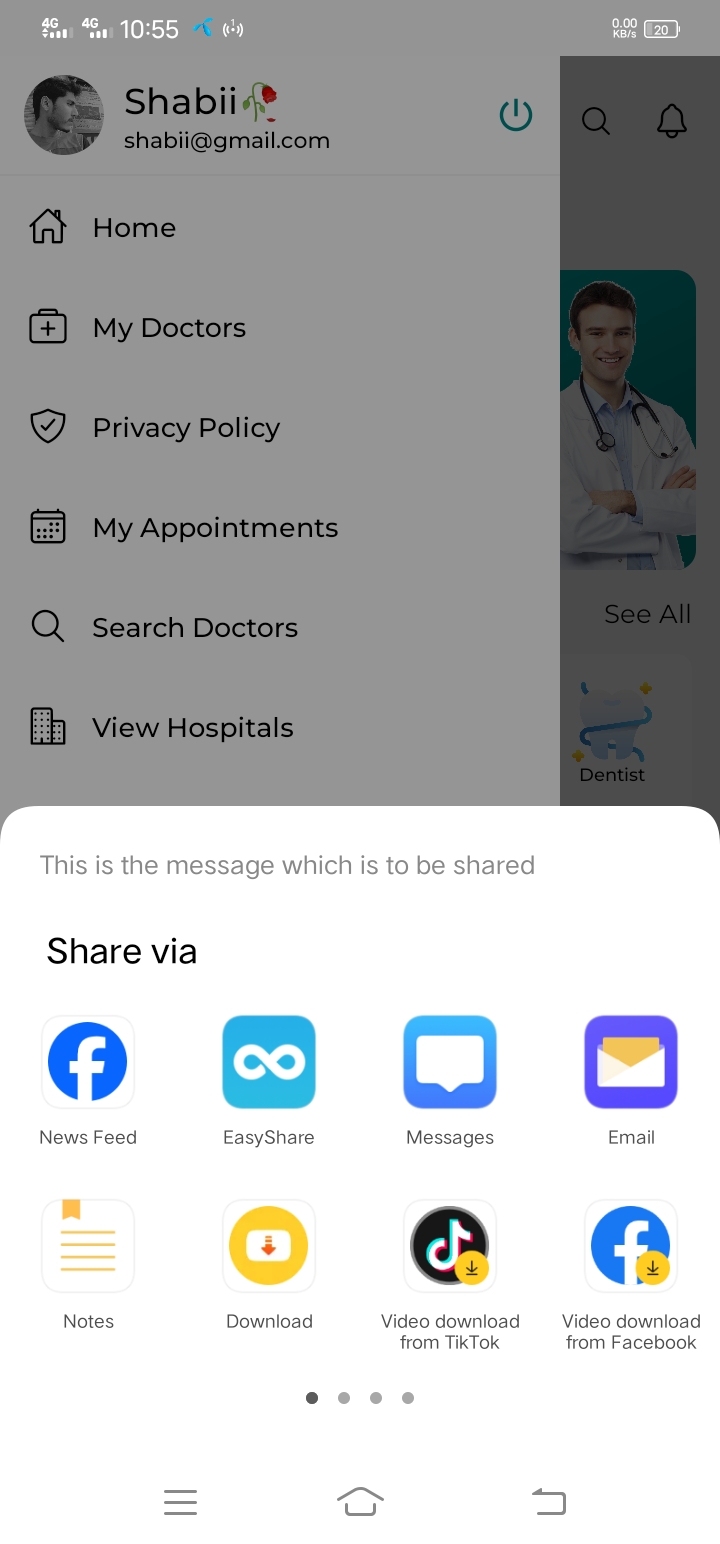 4G 4G 10:55 0.00 KB/s 20
Shabii🥀
shabii@gmail.com
Home
My Doctors
Privacy Policy
My Appointments
Search Doctors
View Hospitals
See All
Dentist
This is the message which is to be shared
Share via
News Feed
EasyShare
Messages
Email
Notes
Download
Video download
from TikTok
Video download
from Facebook